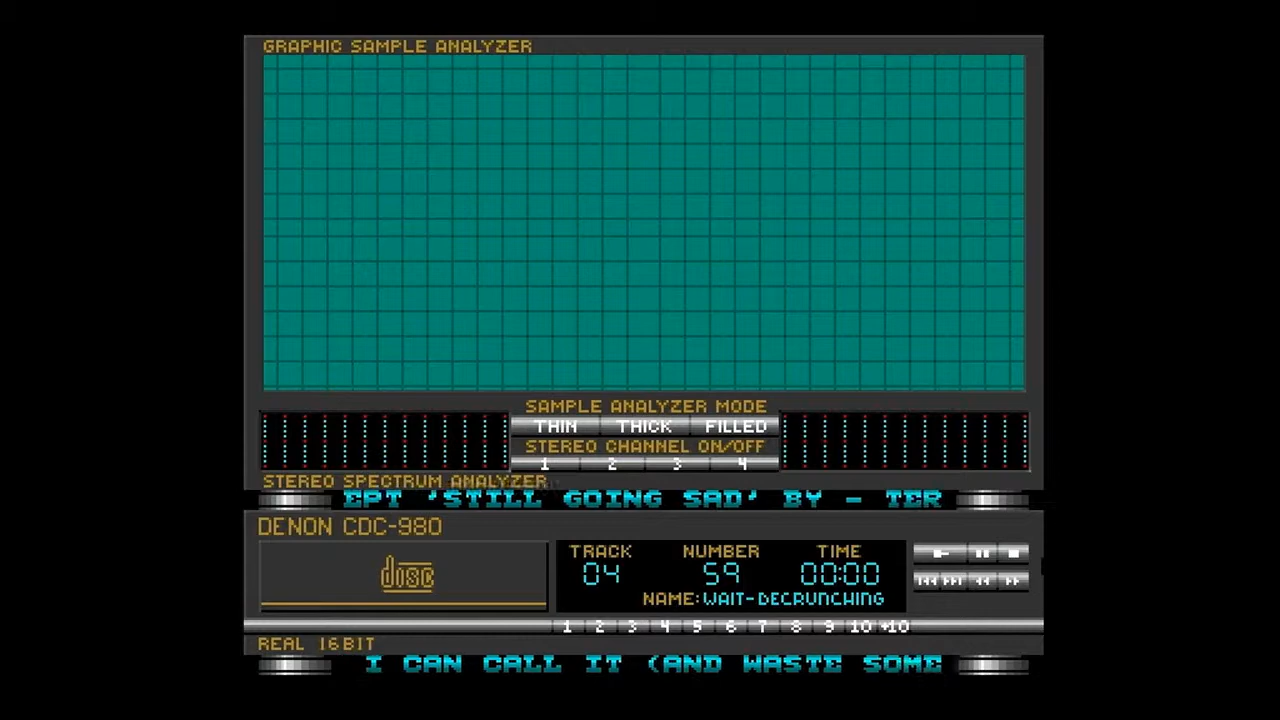 GRAPHIC SAMPLE ANALYZER
SAMPLE ANALYZER MODE
THIN THICK FILLED
STEREO CHANNEL ON/OFF
1 2 3 4
STEREO SPECTRUM ANALYZER
EPT 'STILL GOING SAD' BY - TER
DENON CDC-980
disc
TRACK NUMBER TIME
04 59 00:00
NAME:WAIT-DECRUNCHING
1 2 3 4 5 6 7 8 9 10 +10
REAL 16BIT
I CAN CALL IT (AND WASTE SOME